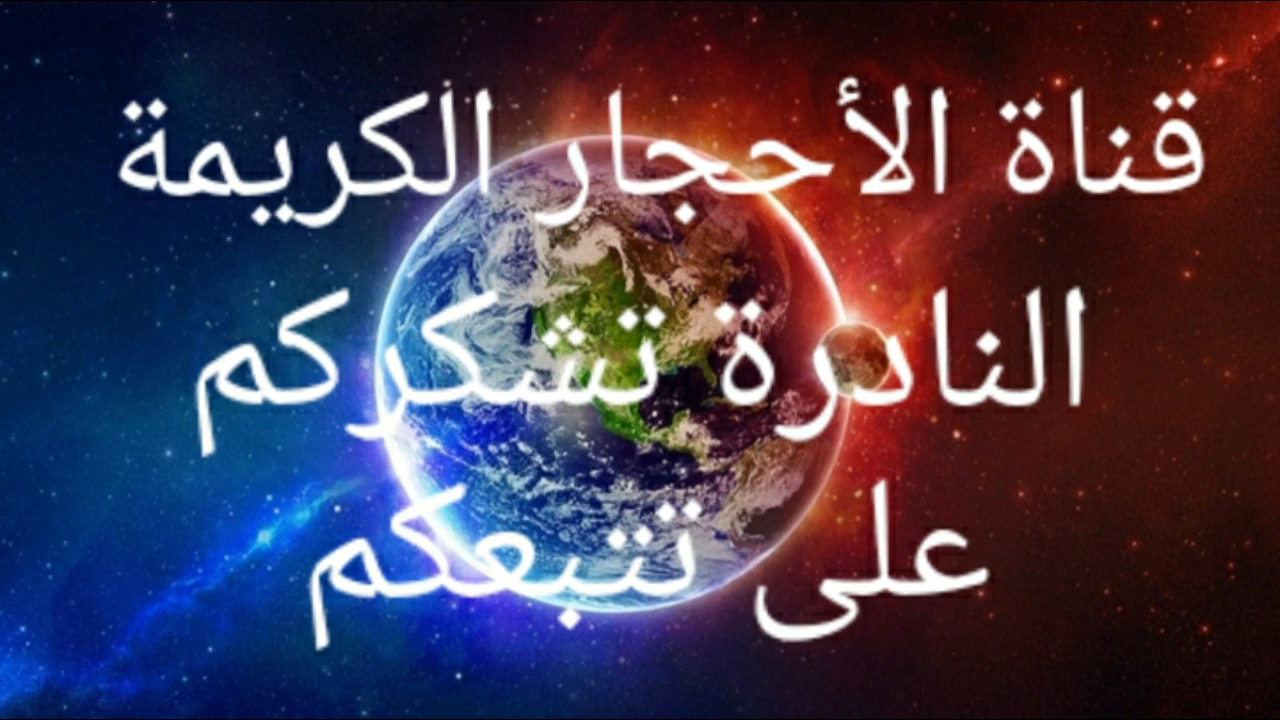 قناة الأحجار الكريمة
النادرة تشكركم
على تتبعكم